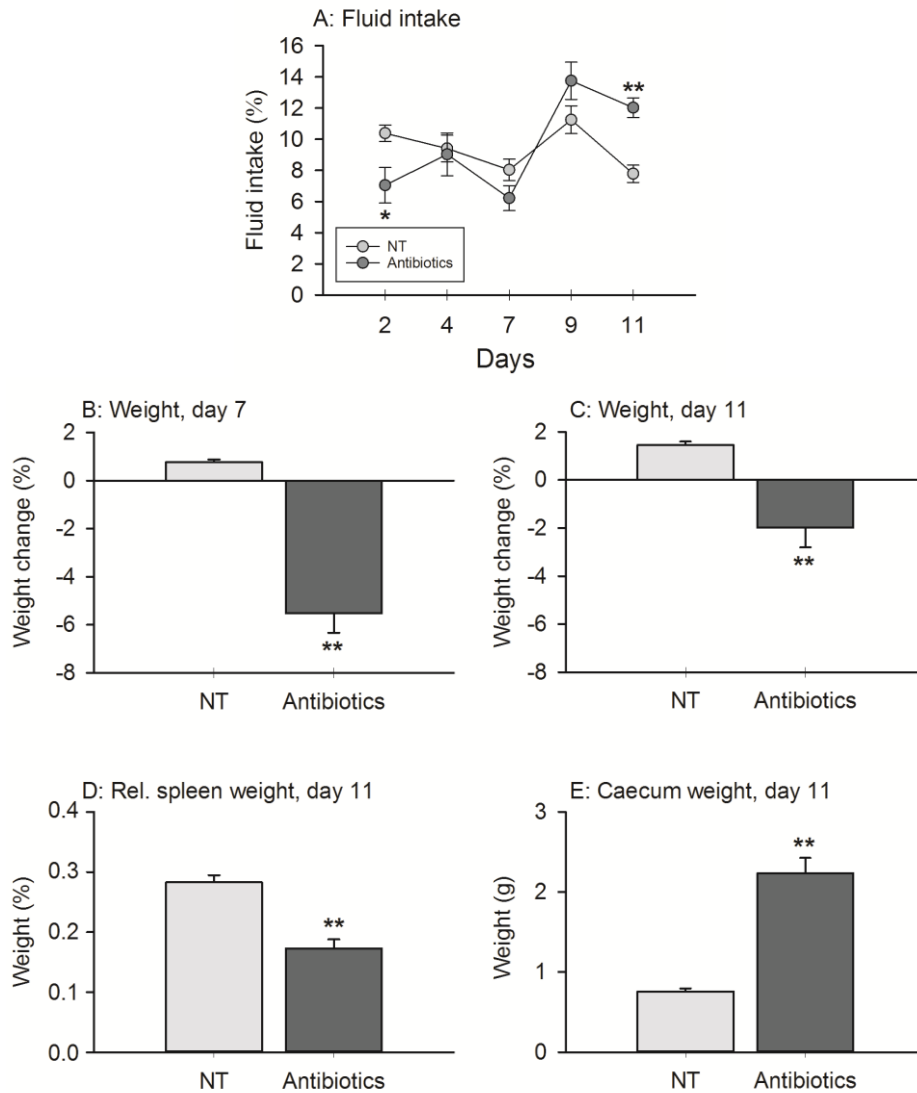 A: Fluid intake
16
14
12
10
8
6
4
2
0
Fluid intake (%)
**
*
NT
Antibiotics
2 4 7 9 11
Days
B: Weight, day 7
2
0
-2
-4
-6
-8
Weight change (%)
**
NT Antibiotics
C: Weight, day 11
2
0
-2
-4
-6
-8
Weight change (%)
**
NT Antibiotics
D: Rel. spleen weight, day 11
0.4
0.3
0.2
0.1
0.0
Weight (%)
**
NT Antibiotics
E: Caecum weight, day 11
3
2
1
0
Weight (g)
**
NT Antibiotics